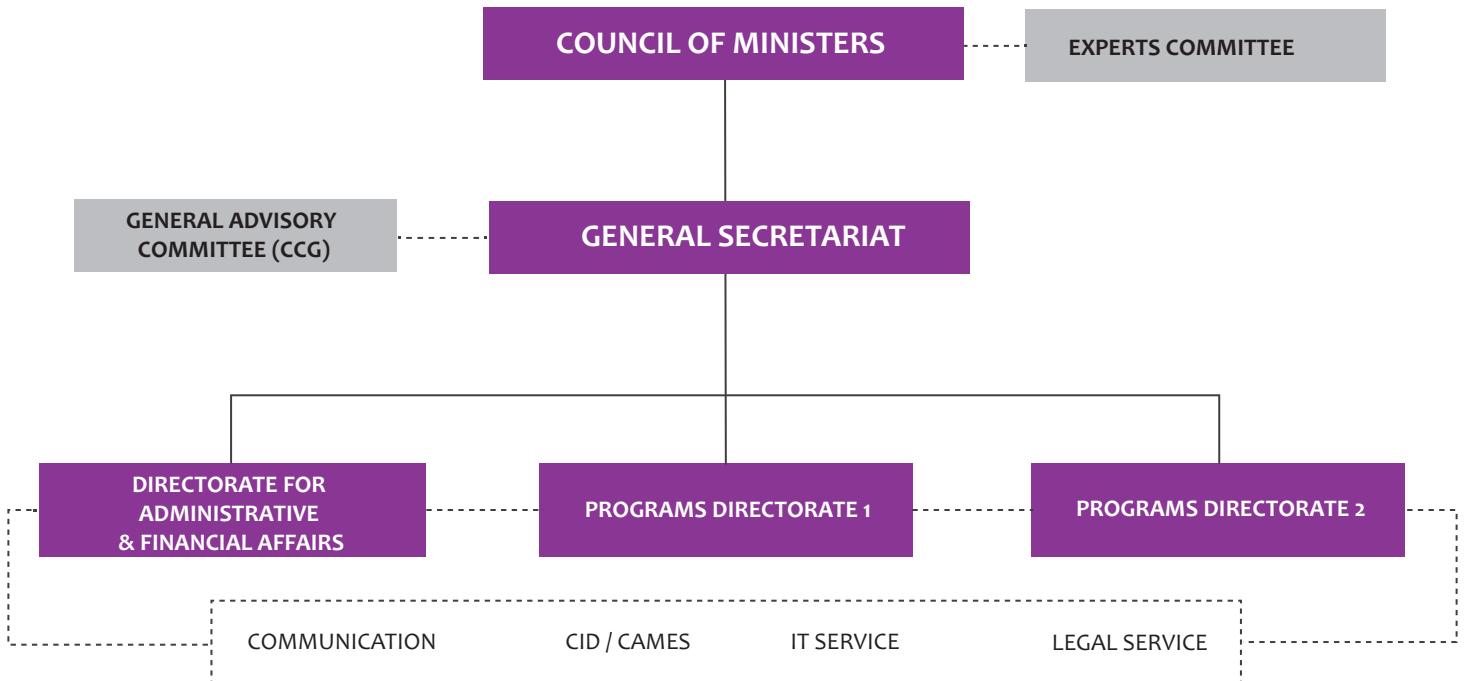 COUNCIL OF MINISTERS
EXPERTS COMMITTEE
GENERAL ADVISORY
COMMITTEE (CCG)
GENERAL SECRETARIAT
DIRECTORATE FOR
ADMINISTRATIVE
& FINANCIAL AFFAIRS
PROGRAMS DIRECTORATE 1
PROGRAMS DIRECTORATE 2
COMMUNICATION
CID / CAMES
IT SERVICE
LEGAL SERVICE